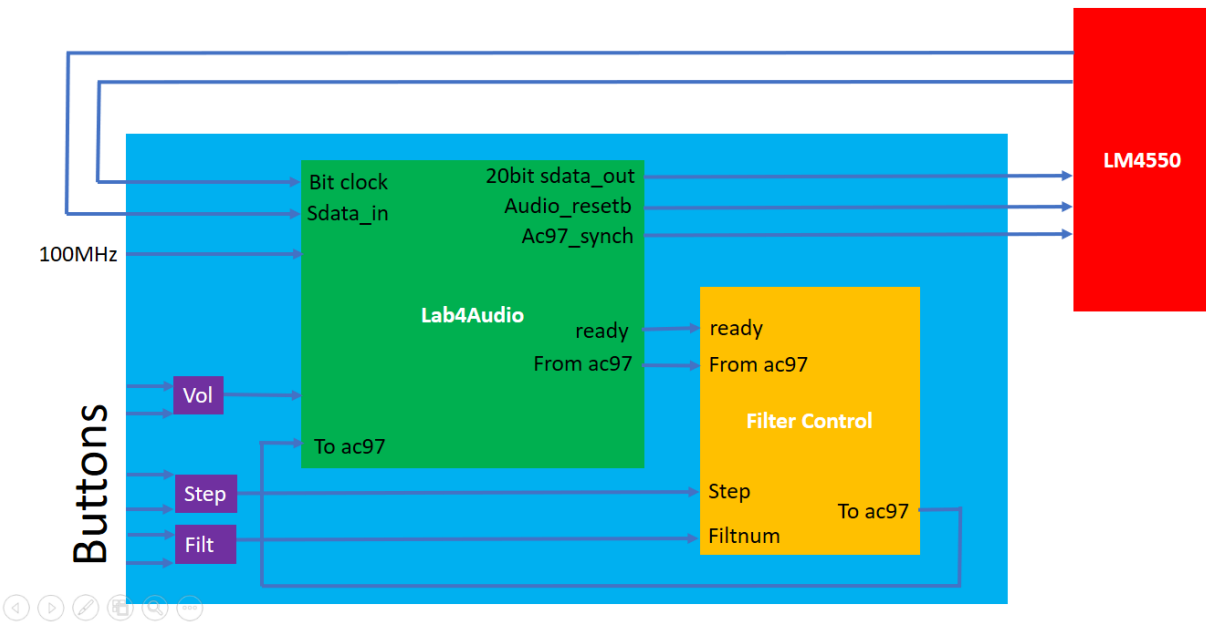 LM4550
Bit clock
20bit sdata_out
Sdata_in
Audio_resetb
Ac97_synch
100MHz
Lab4Audio
ready
ready
From ac97
From ac97
Vol
Filter Control
To ac97
Buttons
Step
Step
To ac97
Filt
Filtnum